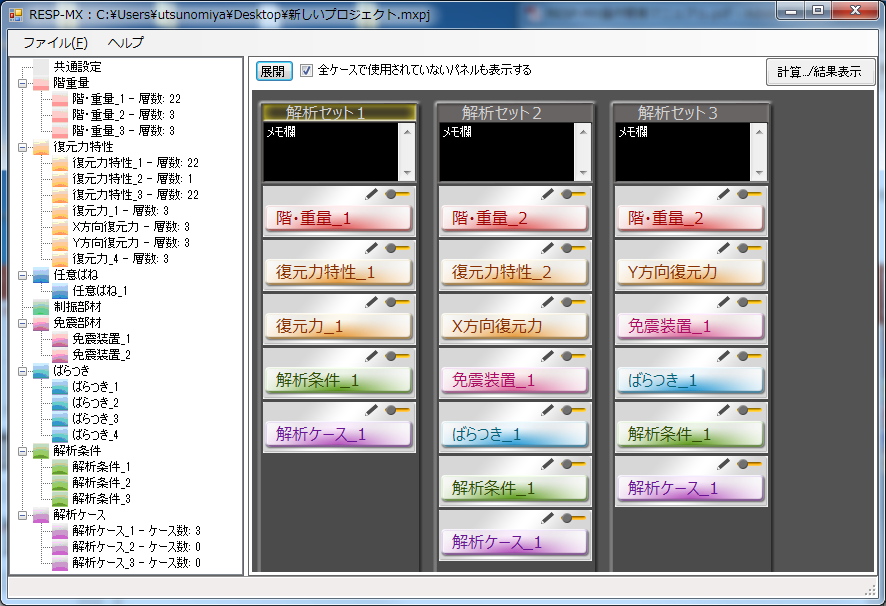 RESP-MX : C:¥Users¥utsunomiya¥Desktop¥新しいプロジェクト.mxpj
ファイル(F) ヘルプ
共通設定
階重量
階・重量_1 - 層数: 22
階・重量_2 - 層数: 3
階・重量_3 - 層数: 3
復元力特性
復元力特性_1 - 層数: 22
復元力特性_2 - 層数: 1
復元力特性_3 - 層数: 22
復元力_1 - 層数: 3
X方向復元力 - 層数: 3
Y方向復元力 - 層数: 3
復元力_4 - 層数: 3
任意ばね
任意ばね_1
制振部材
免震部材
免震装置_1
免震装置_2
ばらつき
ばらつき_1
ばらつき_2
ばらつき_3
ばらつき_4
解析条件
解析条件_1
解析条件_2
解析条件_3
解析ケース
解析ケース_1 - ケース数: 3
解析ケース_2 - ケース数: 0
解析ケース_3 - ケース数: 0
展開 全ケースで使用されていないパネルも表示する 計算../結果表示
解析セット1
メモ欄
階・重量_1
復元力特性_1
復元力_1
解析条件_1
解析ケース_1
解析セット2
メモ欄
階・重量_2
復元力特性_2
X方向復元力
免震装置_1
ばらつき_1
解析条件_1
解析ケース_1
解析セット3
メモ欄
階・重量_2
Y方向復元力
免震装置_1
ばらつき_1
解析条件_1
解析ケース_1